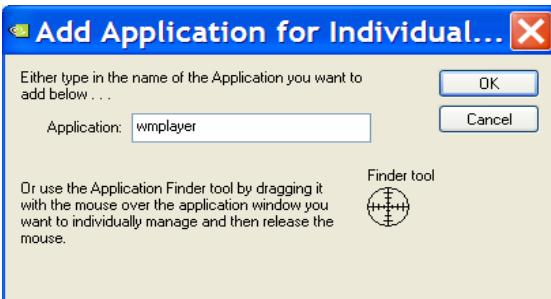 Add Application for Individual...
Either type in the name of the Application you want to
add below . . .
OK
Application: wmplayer
Cancel
Finder tool
Or use the Application Finder tool by dragging it
with the mouse over the application window you
want to individually manage and then release the
mouse.